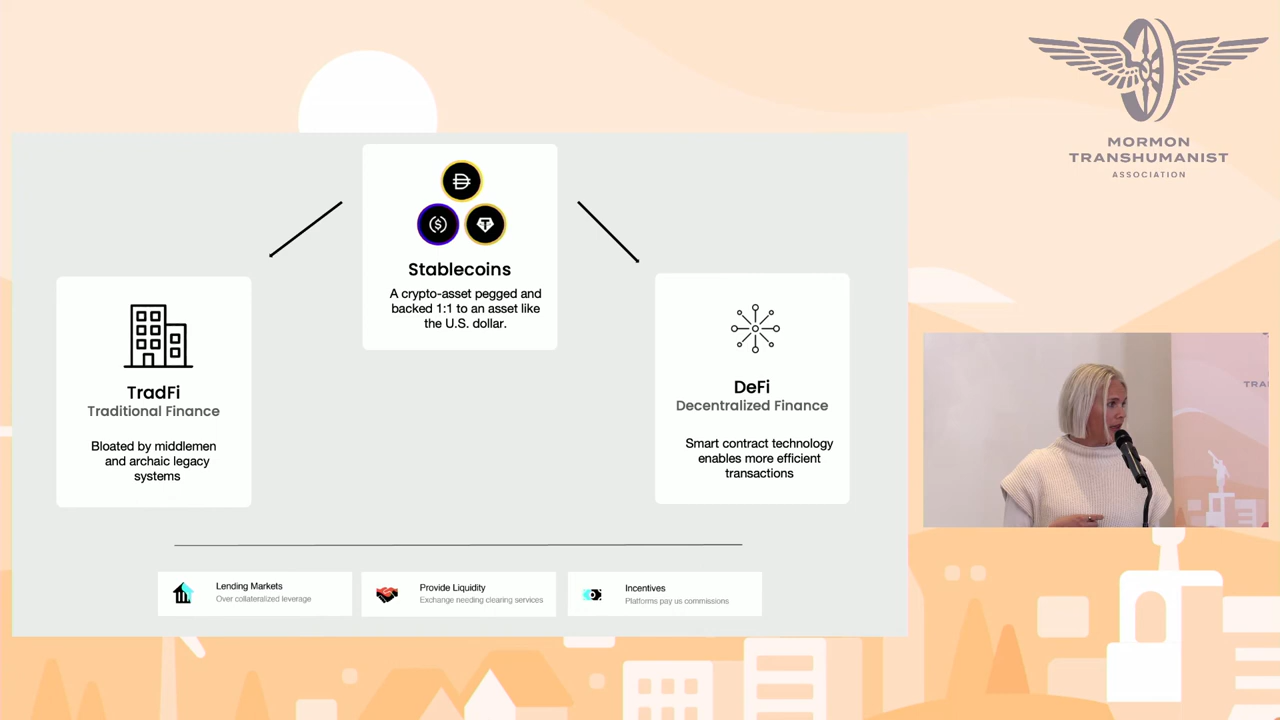 MORMON
TRANSHUMANIST
ASSOCIATION
Stablecoins
A crypto-asset pegged and
backed 1:1 to an asset like
the U.S. dollar.
TradFi
Traditional Finance
Bloated by middlemen
and archaic legacy
systems
DeFi
Decentralized Finance
Smart contract technology
enables more efficient
transactions
Lending Markets
Over collateralized leverage
Provide Liquidity
Exchange needing clearing services
Incentives
Platforms pay us commissions
TRA